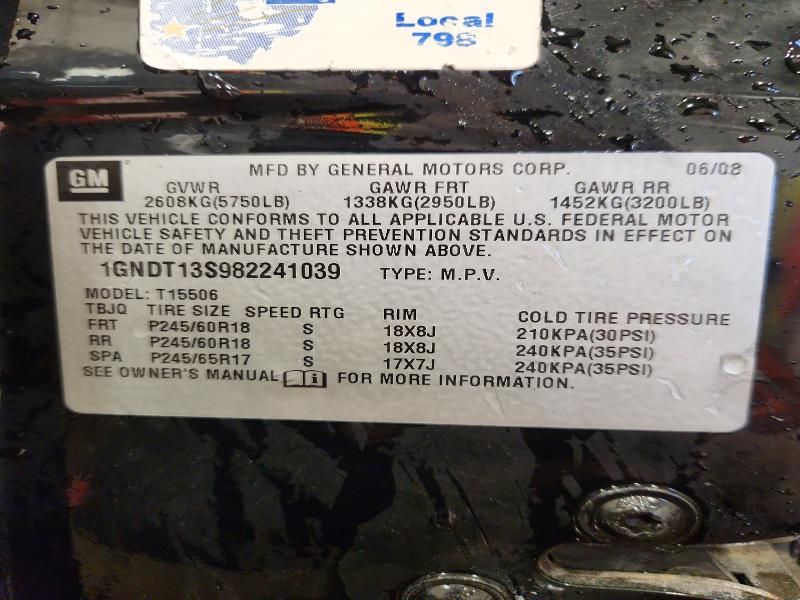 Local
798
GM
MFD BY GENERAL MOTORS CORP. 06/08
GVWR GAWR FRT GAWR RR
2608KG(5750LB) 1338KG(2950LB) 1452KG(3200LB)
THIS VEHICLE CONFORMS TO ALL APPLICABLE U.S. FEDERAL MOTOR
VEHICLE SAFETY AND THEFT PREVENTION STANDARDS IN EFFECT ON
THE DATE OF MANUFACTURE SHOWN ABOVE.
1GNDT13S982241039 TYPE: M.P.V.
MODEL: T15506
TBJQ TIRE SIZE SPEED RTG RIM COLD TIRE PRESSURE
FRT P245/60R18 S 18X8J 210KPA(30PSI)
RR P245/60R18 S 18X8J 240KPA(35PSI)
SPA P245/65R17 S 17X7J 240KPA(35PSI)
SEE OWNER'S MANUAL i FOR MORE INFORMATION.